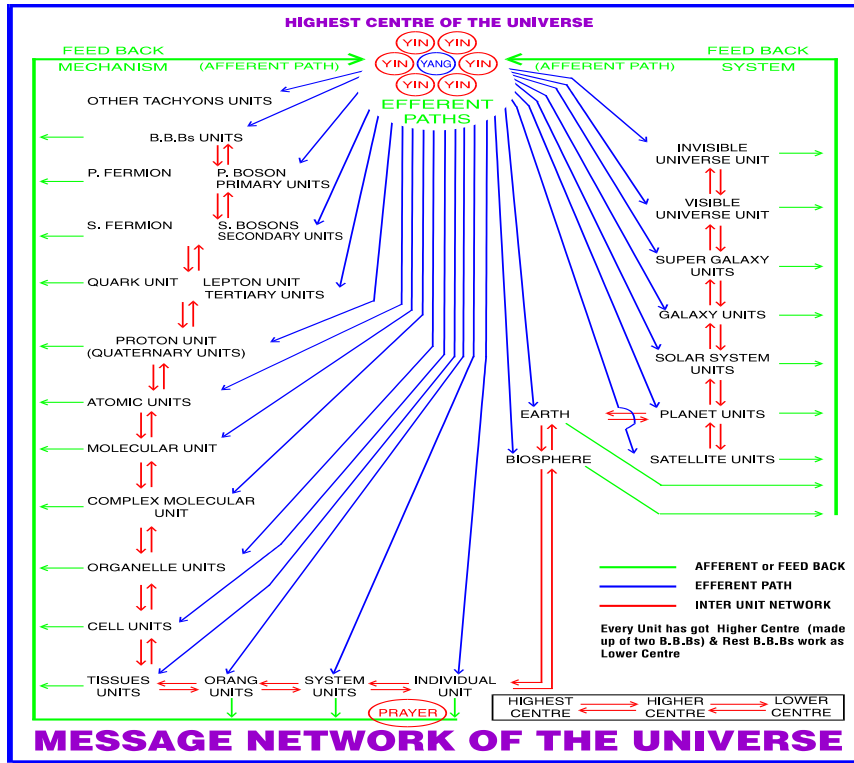 HIGHEST CENTRE OF THE UNIVERSE
FEED BACK
MECHANISM
(AFFERENT PATH)
YIN YIN
YIN YANG YIN
YIN YIN
(AFFERENT PATH)
FEED BACK
SYSTEM
EFFERENT
PATHS
OTHER TACHYONS UNITS
B.B.Bs UNITS
P. FERMION
P. BOSON
PRIMARY UNITS
S. FERMION
S. BOSONS
SECONDARY UNITS
QUARK UNIT
LEPTON UNIT
TERTIARY UNITS
PROTON UNIT
(QUATERNARY UNITS)
ATOMIC UNITS
MOLECULAR UNIT
COMPLEX MOLECULAR
UNIT
ORGANELLE UNITS
CELL UNITS
TISSUES
UNITS
ORANG
UNITS
SYSTEM
UNITS
INDIVIDUAL
UNIT
PRAYER
INVISIBLE
UNIVERSE UNIT
VISIBLE
UNIVERSE UNIT
SUPER GALAXY
UNITS
GALAXY UNITS
SOLAR SYSTEM
UNITS
EARTH
PLANET UNITS
BIOSPHERE
SATELLITE UNITS
AFFERENT or FEED BACK
EFFERENT PATH
INTER UNIT NETWORK
Every Unit has got Higher Centre (made
up of two B.B.Bs) & Rest B.B.Bs work as
Lower Centre
HIGHEST
CENTRE
HIGHER
CENTRE
LOWER
CENTRE
MESSAGE NETWORK OF THE UNIVERSE